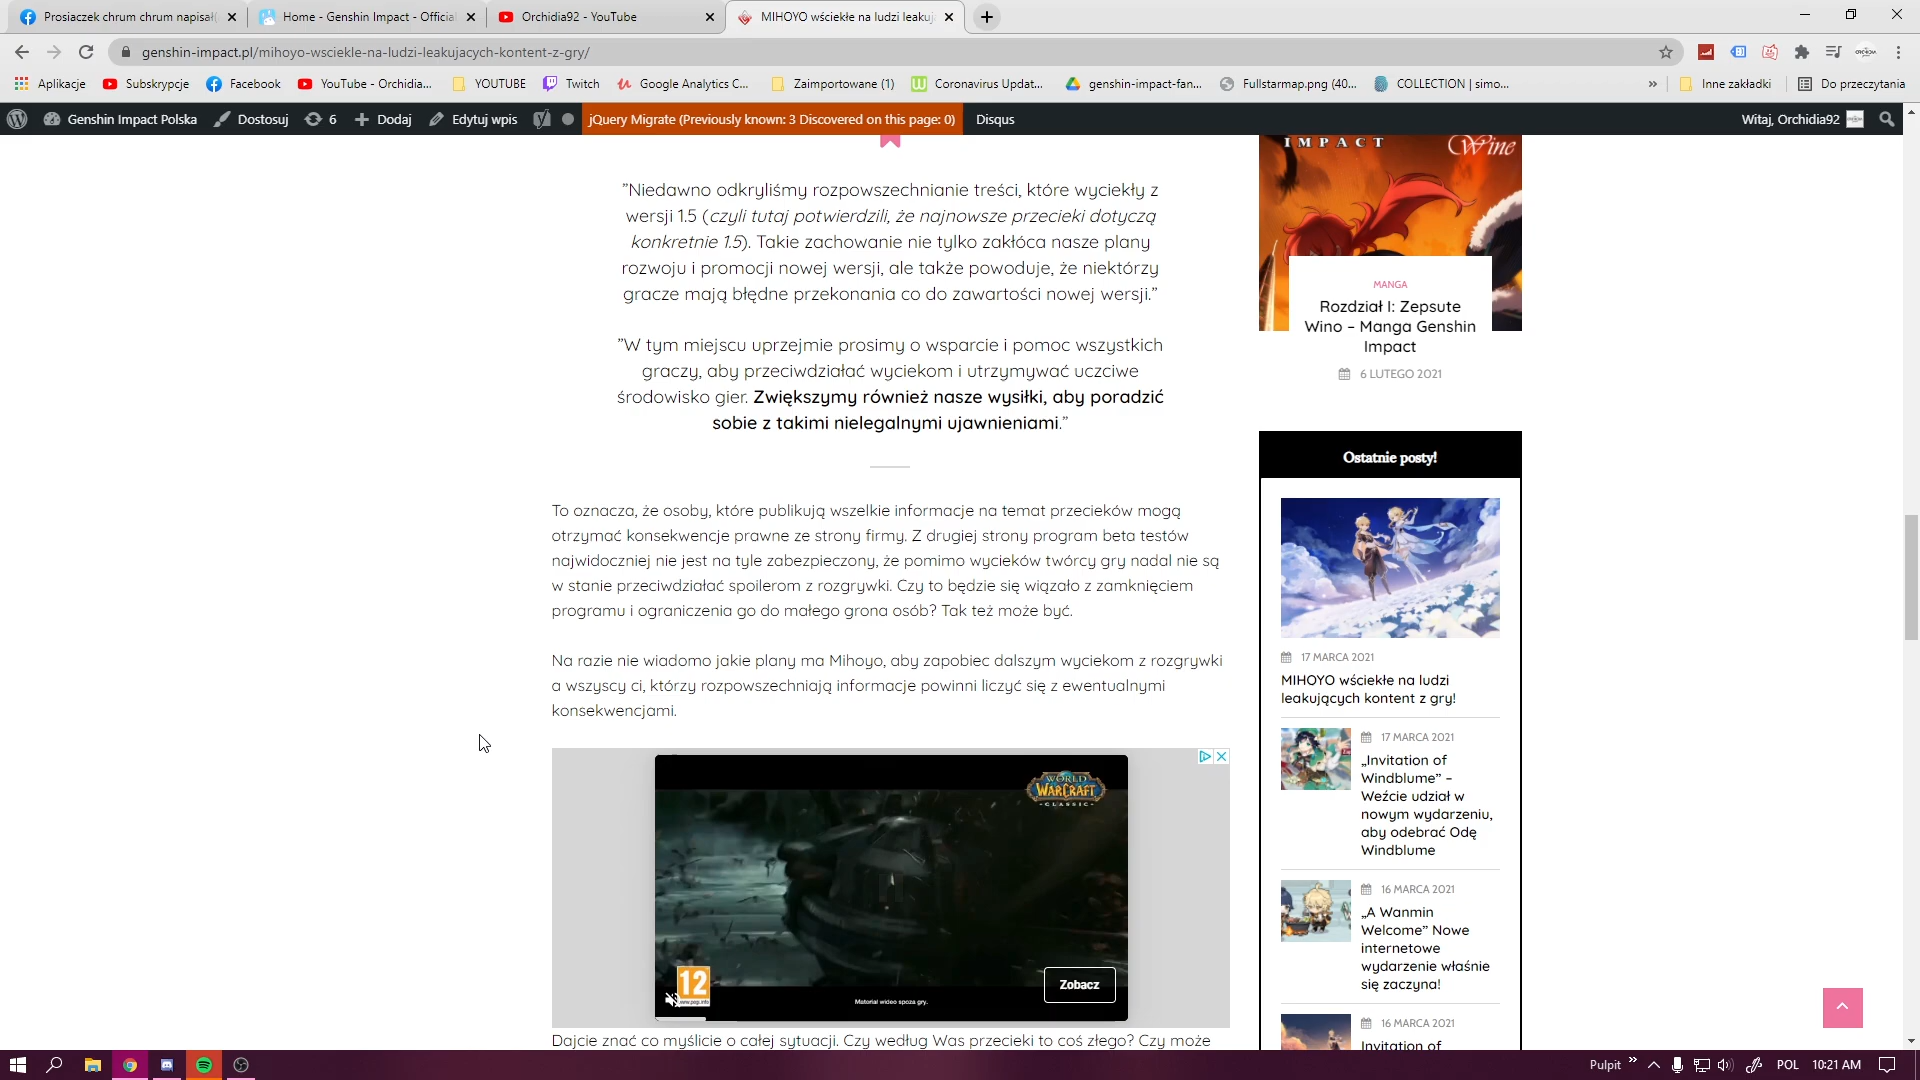 Prosiaczek chrum chrum napisał(
Home - Genshin Impact - Official
Orchidia92 - YouTube
MIHOYO wściekłe na ludzi leakuj
genshin-impact.pl/mihoyo-wsciekle-na-ludzi-leakujacych-kontent-z-gry/
Aplikacje
Subskrypcje
Facebook
YouTube - Orchidia...
YOUTUBE
Twitch
Google Analytics C...
Zaimportowane (1)
Coronavirus Updat...
genshin-impact-fan...
Fullstarmap.png (40...
COLLECTION | simo...
»
Inne zakładki
Do przeczytania
Genshin Impact Polska
Dostosuj
6
Dodaj
Edytuj wpis
jQuery Migrate (Previously known: 3 Discovered on this page: 0)
Disqus
Witaj, Orchidia92
”Niedawno odkryliśmy rozpowszechnianie treści, które wyciekły z
wersji 1.5 (czyli tutaj potwierdzili, że najnowsze przecieki dotyczą
konkretnie 1.5). Takie zachowanie nie tylko zakłóca nasze plany
rozwoju i promocji nowej wersji, ale także powoduje, że niektórzy
gracze mają błędne przekonania co do zawartości nowej wersji.”
”W tym miejscu uprzejmie prosimy o wsparcie i pomoc wszystkich
graczy, aby przeciwdziałać wyciekom i utrzymywać uczciwe
środowisko gier. Zwiększymy również nasze wysiłki, aby poradzić
sobie z takimi nielegalnymi ujawnieniami.”
To oznacza, że osoby, które publikują wszelkie informacje na temat przecieków mogą
otrzymać konsekwencje prawne ze strony firmy. Z drugiej strony program beta testów
najwidoczniej nie jest na tyle zabezpieczony, że pomimo wycieków twórcy gry nadal nie są
w stanie przeciwdziałać spoilerom z rozgrywki. Czy to będzie się wiązało z zamknięciem
programu i ograniczenia go do małego grona osób? Tak też może być.
Na razie nie wiadomo jakie plany ma Mihoyo, aby zapobiec dalszym wyciekom z rozgrywki
a wszyscy ci, którzy rozpowszechniają informacje powinni liczyć się z ewentualnymi
konsekwencjami.
WORLD
WARCRAFT
CLASSIC
12
www.pegi.info
Materiał wideo spoza gry.
Zobacz
Dajcie znać co myślicie o całej sytuacji. Czy według Was przecieki to coś złego? Czy może
IMPACT
Wine
MANGA
Rozdział I: Zepsute
Wino – Manga Genshin
Impact
6 LUTEGO 2021
Ostatnie posty!
17 MARCA 2021
MIHOYO wściekłe na ludzi
leakujących kontent z gry!
17 MARCA 2021
„Invitation of
Windblume” –
Weźcie udział w
nowym wydarzeniu,
aby odebrać Odę
Windblume
16 MARCA 2021
„A Wanmin
Welcome” Nowe
internetowe
wydarzenie właśnie
się zaczyna!
16 MARCA 2021
Invitation of
Pulpit
»
POL
10:21 AM